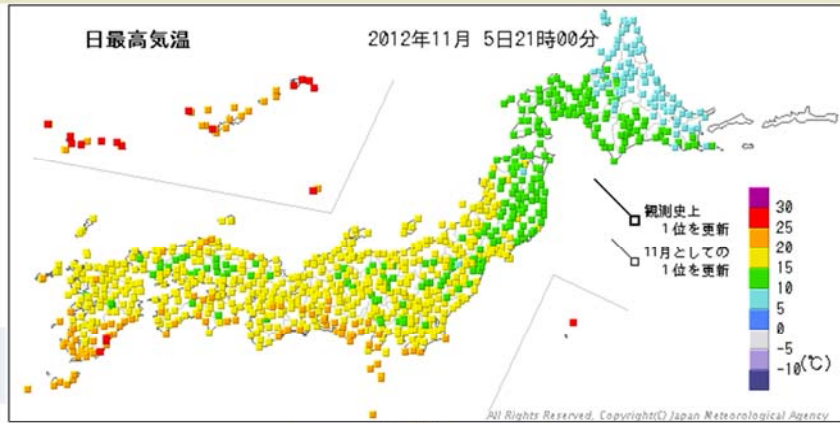 日最高気温
2012年11月 5日21時00分
観測史上
1位を更新
11月としての
1位を更新
30
25
20
15
10
5
0
-5
-10(℃)
All Rights Reserved, Copyright(C) Japan Meteorological Agency